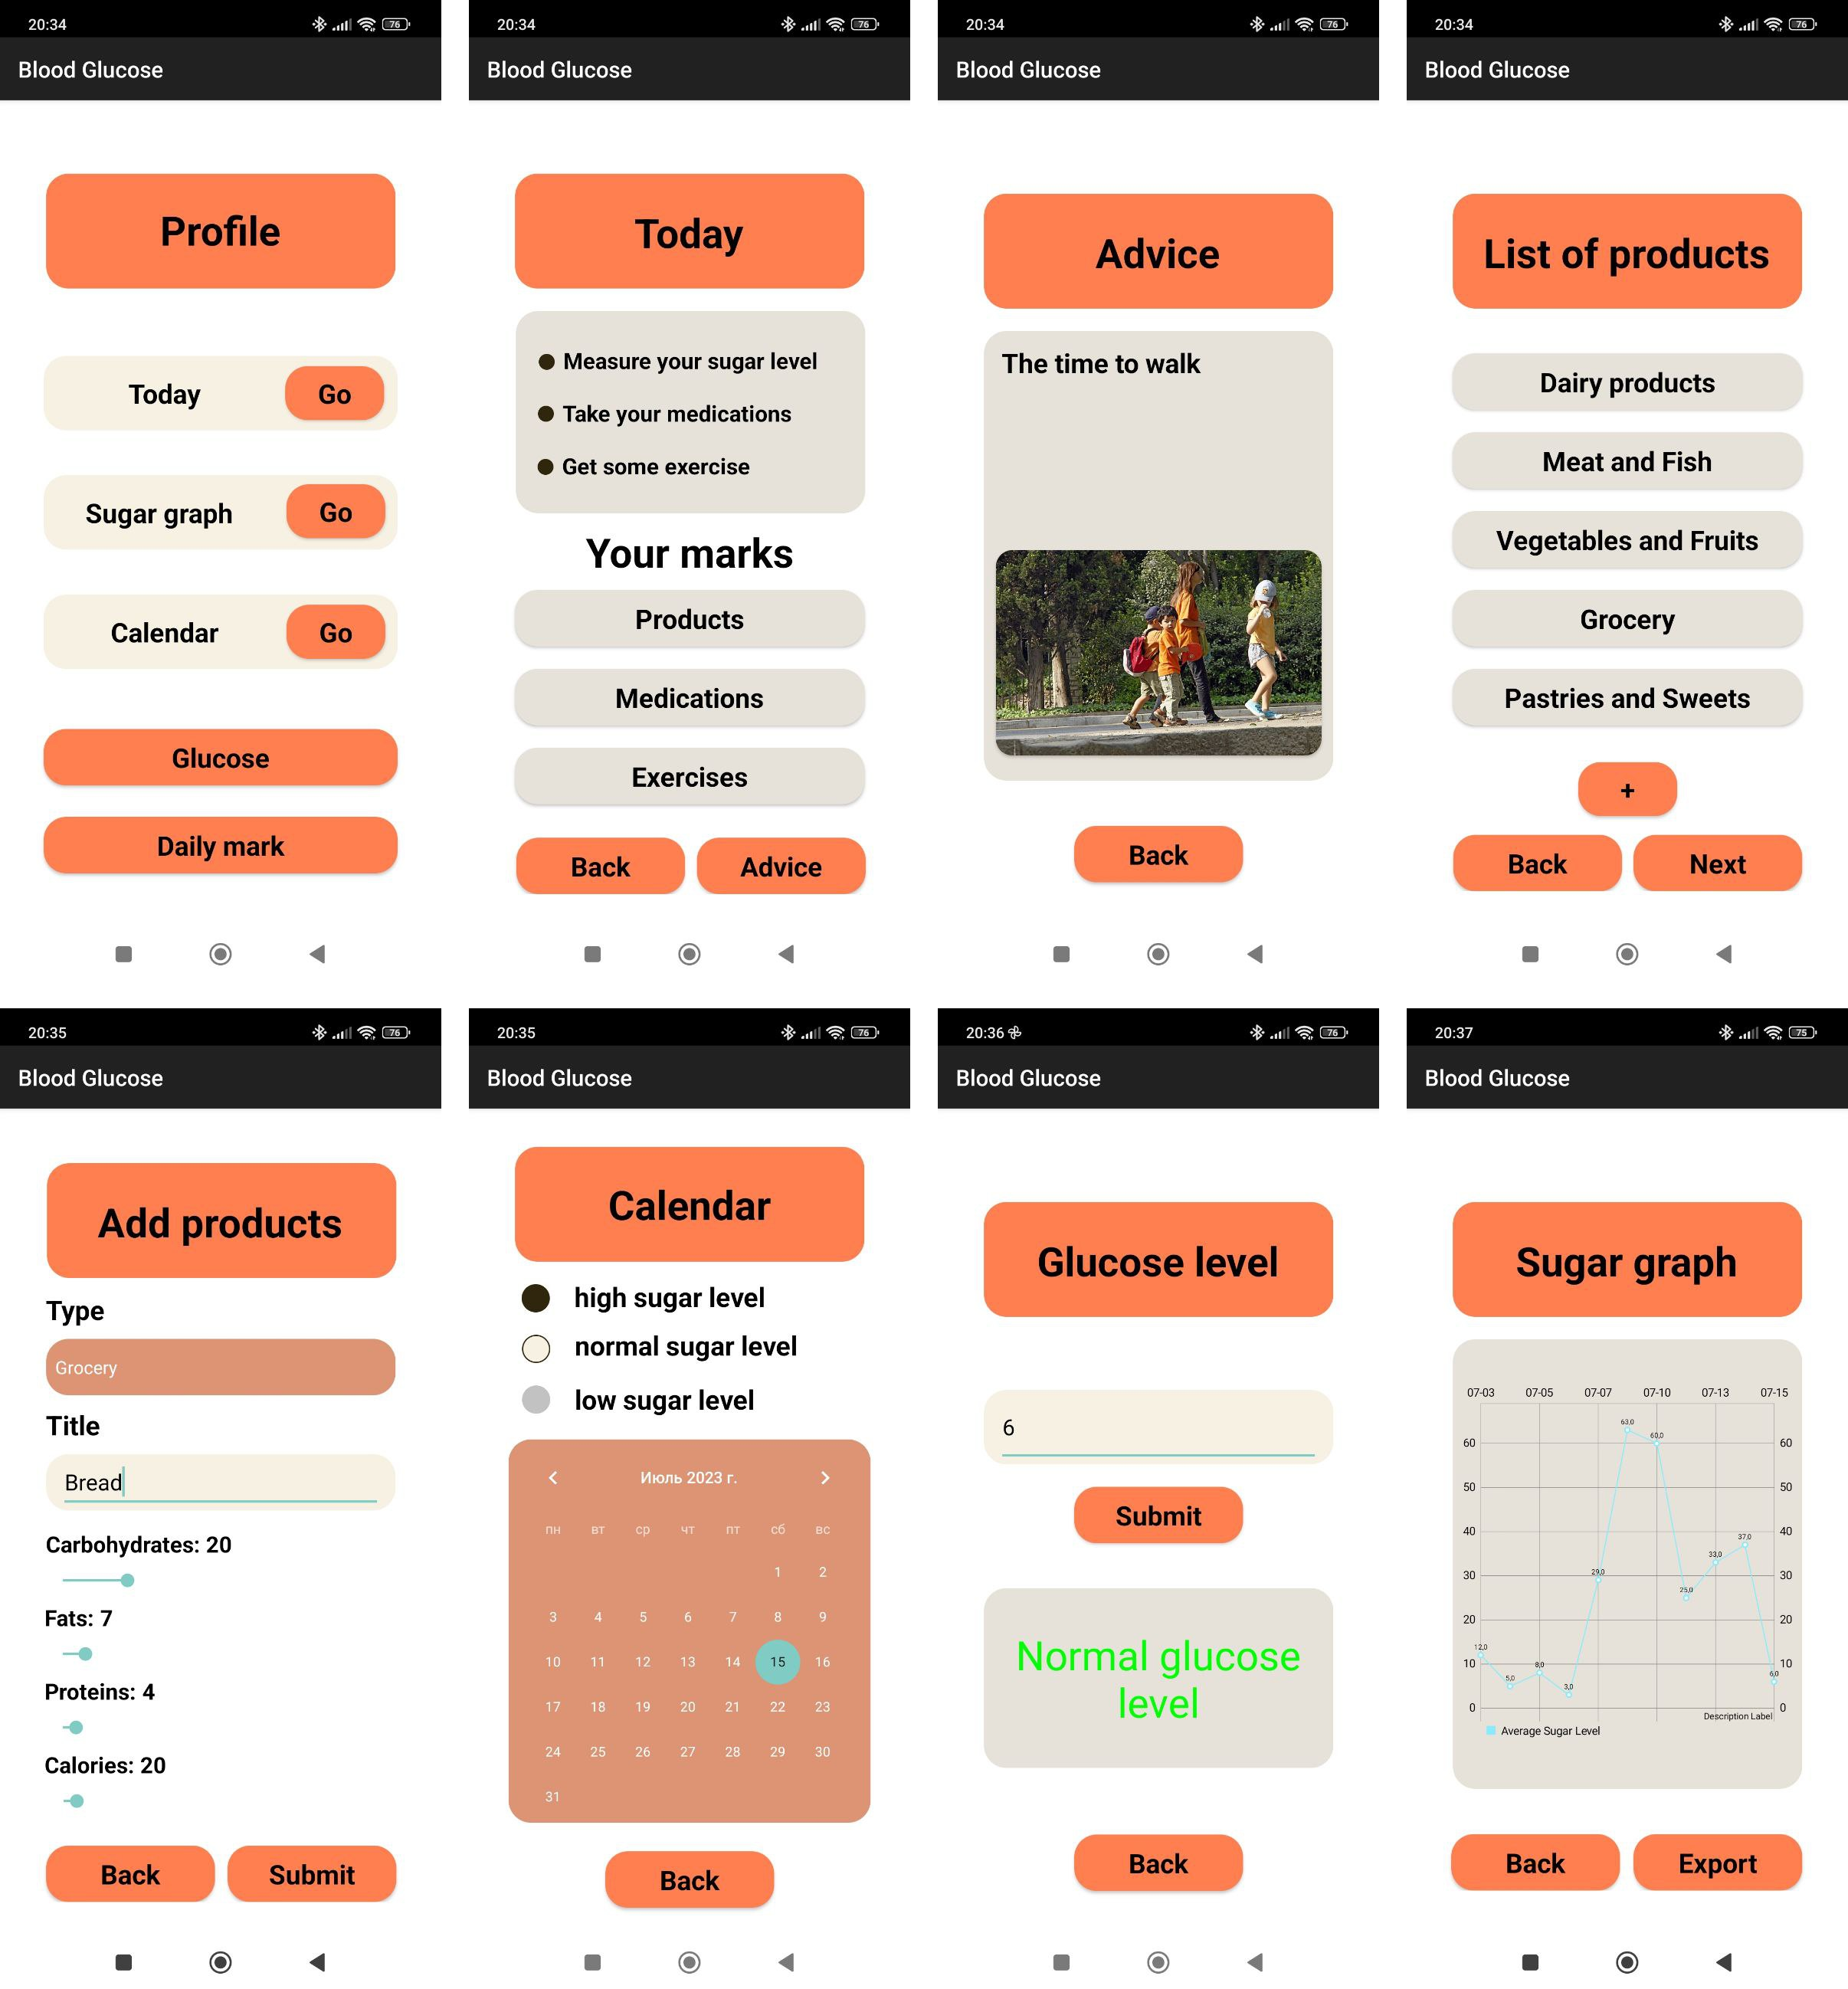 20:34
76
Blood Glucose
Profile
Today
Go
Sugar graph
Go
Calendar
Go
Glucose
Daily mark
20:34
76
Blood Glucose
Today
Measure your sugar level
Take your medications
Get some exercise
Your marks
Products
Medications
Exercises
Back
Advice
20:34
76
Blood Glucose
Advice
The time to walk
Back
20:34
76
Blood Glucose
List of products
Dairy products
Meat and Fish
Vegetables and Fruits
Grocery
Pastries and Sweets
+
Back
Next
20:35
76
Blood Glucose
Add products
Type
Grocery
Title
Bread
Carbohydrates: 20
Fats: 7
Proteins: 4
Calories: 20
Back
Submit
20:35
76
Blood Glucose
Calendar
high sugar level
normal sugar level
low sugar level
Июль 2023 г.
пн вт ср чт пт сб вс
1 2
3 4 5 6 7 8 9
10 11 12 13 14 15 16
17 18 19 20 21 22 23
24 25 26 27 28 29 30
31
Back
20:36
76
Blood Glucose
Glucose level
6
Submit
Normal glucose
level
Back
20:37
75
Blood Glucose
Sugar graph
07-03 07-05 07-07 07-10 07-13 07-15
63,0
60 60,0 60
50 50
40 40
37,0
33,0
30 29,0 30
25,0
20 20
12,0
10 8,0 10
5,0 3,0 6,0
0 0
Description Label
Average Sugar Level
Back
Export